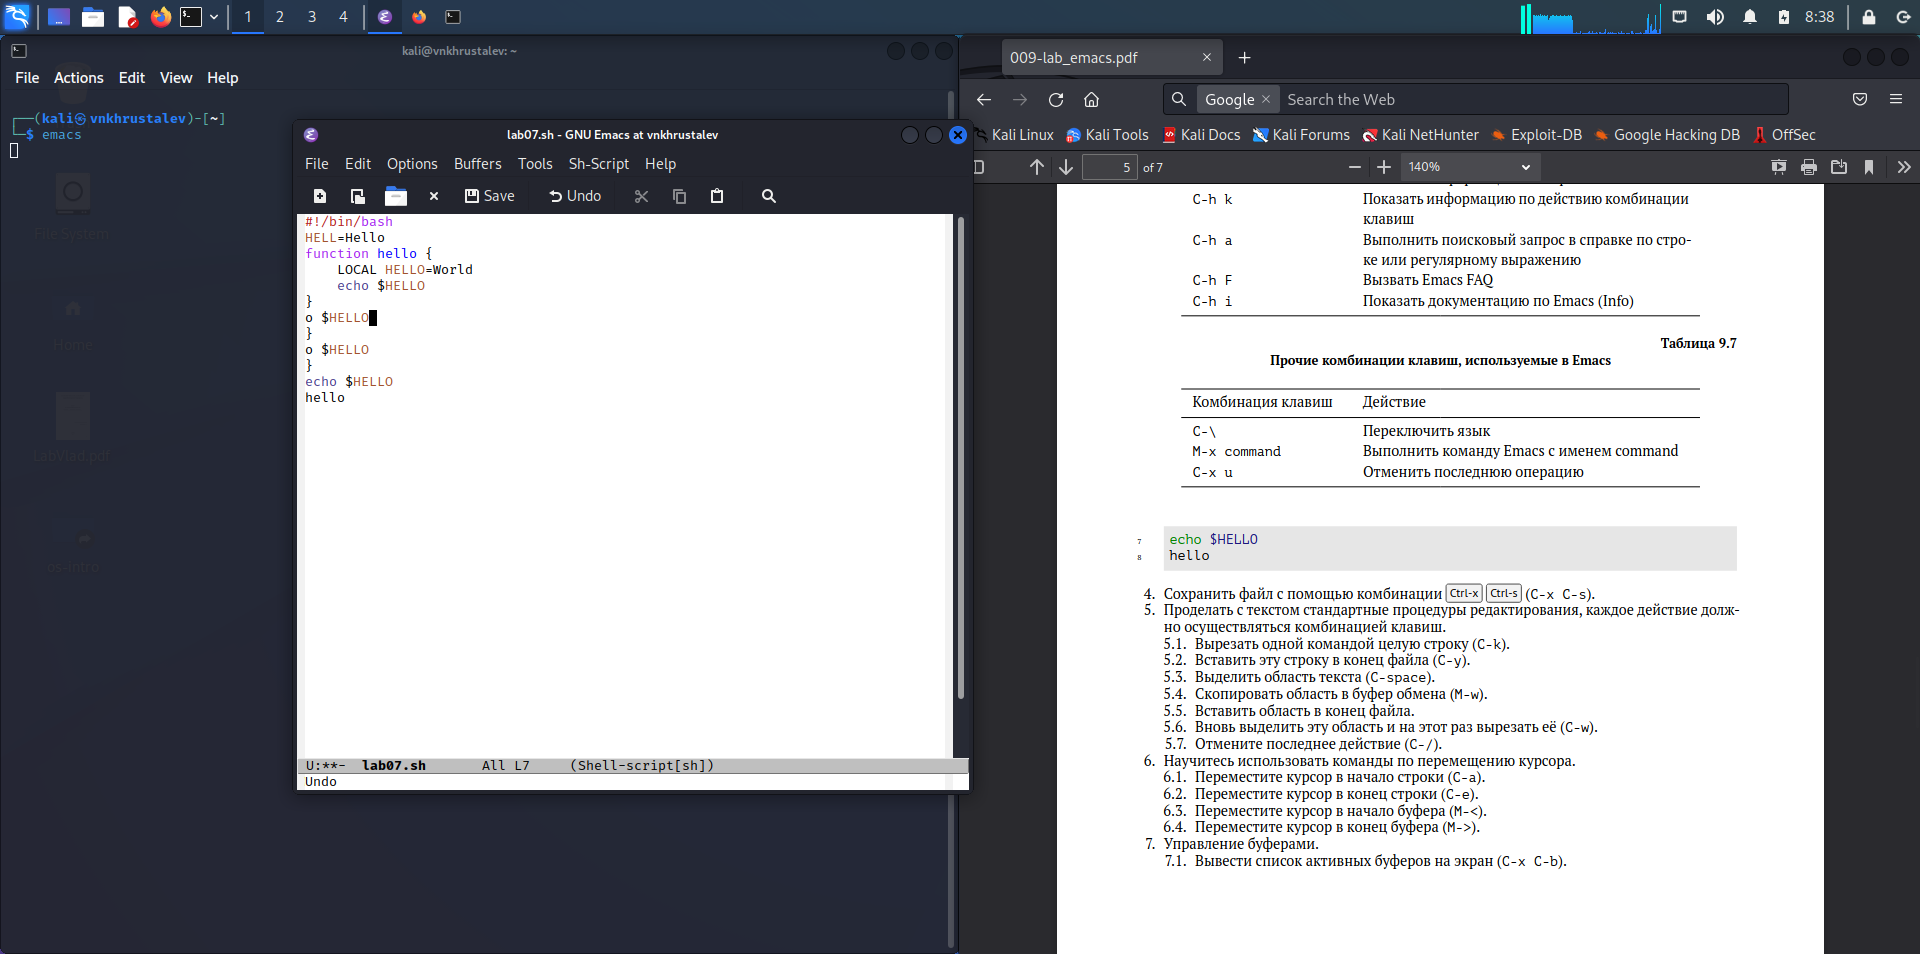 1 2 3 4
8:38
kali@vnkhrustalev: ~
File Actions Edit View Help
(kali㉿vnkhrustalev)-[~]
$ emacs
File System
Home
LabVlad.pdf
os-intro
lab07.sh - GNU Emacs at vnkhrustalev
File Edit Options Buffers Tools Sh-Script Help
Save Undo
#!/bin/bash
HELL=Hello
function hello {
    LOCAL HELLO=World
    echo $HELLO
}
o $HELLO
}
o $HELLO
}
echo $HELLO
hello
U:**-  lab07.sh       All L7     (Shell-script[sh])
Undo
009-lab_emacs.pdf
Google Search the Web
Kali Linux Kali Tools Kali Docs Kali Forums Kali NetHunter Exploit-DB Google Hacking DB OffSec
5 of 7 140%
C-h k Показать информацию по действию комбинации
клавиш
C-h a Выполнить поисковый запрос в справке по стро-
ке или регулярному выражению
C-h F Вызвать Emacs FAQ
C-h i Показать документацию по Emacs (Info)
Таблица 9.7
Прочие комбинации клавиш, используемые в Emacs
Комбинация клавиш Действие
C-\ Переключить язык
M-x command Выполнить команду Emacs с именем command
C-x u Отменить последнюю операцию
7 echo $HELLO
8 hello
4. Сохранить файл с помощью комбинации Ctrl-x Ctrl-s (C-x C-s).
5. Проделать с текстом стандартные процедуры редактирования, каждое действие долж-
но осуществляться комбинацией клавиш.
5.1. Вырезать одной командой целую строку (C-k).
5.2. Вставить эту строку в конец файла (C-y).
5.3. Выделить область текста (C-space).
5.4. Скопировать область в буфер обмена (M-w).
5.5. Вставить область в конец файла.
5.6. Вновь выделить эту область и на этот раз вырезать её (C-w).
5.7. Отмените последнее действие (C-/).
6. Научитесь использовать команды по перемещению курсора.
6.1. Переместите курсор в начало строки (C-a).
6.2. Переместите курсор в конец строки (C-e).
6.3. Переместите курсор в начало буфера (M-<).
6.4. Переместите курсор в конец буфера (M->).
7. Управление буферами.
7.1. Вывести список активных буферов на экран (C-x C-b).